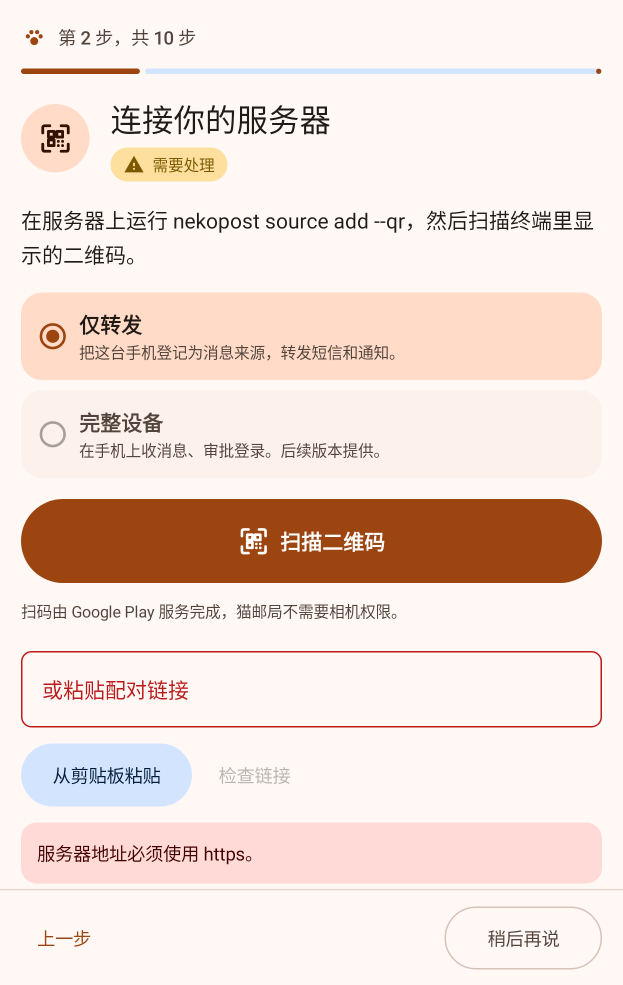 第 2 步，共 10 步
连接你的服务器
需要处理
在服务器上运行 nekopost source add --qr，然后扫描终端里显
示的二维码。
仅转发
把这台手机登记为消息来源，转发短信和通知。
完整设备
在手机上收消息、审批登录。后续版本提供。
扫描二维码
扫码由 Google Play 服务完成，猫邮局不需要相机权限。
或粘贴配对链接
从剪贴板粘贴
检查链接
服务器地址必须使用 https。
上一步
稍后再说